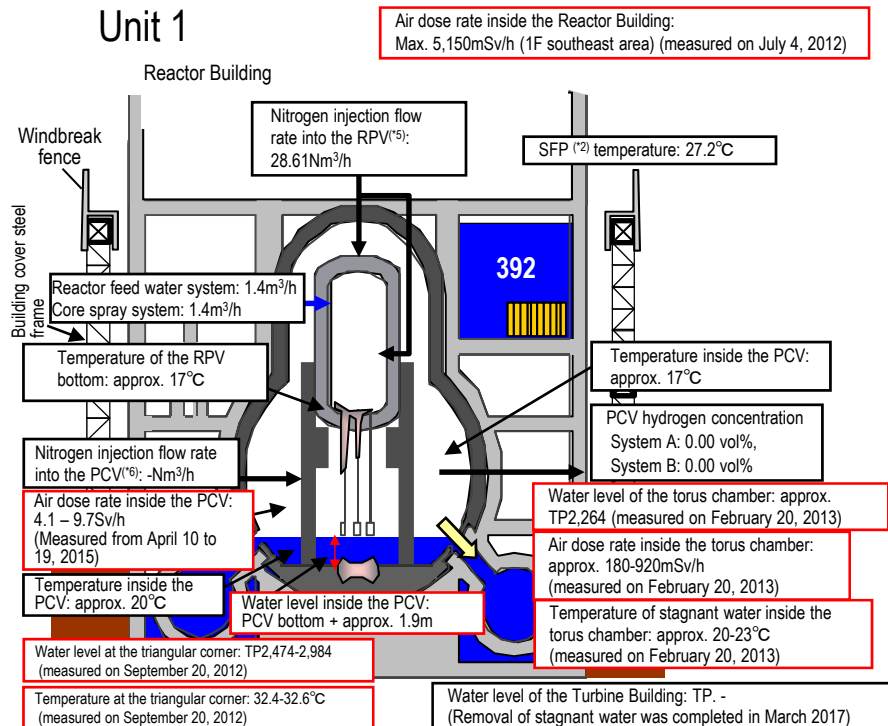 Unit 1
Air dose rate inside the Reactor Building:
Max. 5,150mSv/h (1F southeast area) (measured on July 4, 2012)
Reactor Building
Nitrogen injection flow
rate into the RPV(*5):
28.61Nm³/h
Windbreak
fence
SFP (*2) temperature: 27.2℃
392
Building cover steel
frame
Reactor feed water system: 1.4m³/h
Core spray system: 1.4m³/h
Temperature of the RPV
bottom: approx. 17℃
Temperature inside the PCV:
approx. 17℃
PCV hydrogen concentration
System A: 0.00 vol%,
System B: 0.00 vol%
Nitrogen injection flow rate
into the PCV(*6): -Nm³/h
Air dose rate inside the PCV:
4.1 – 9.7Sv/h
(Measured from April 10 to
19, 2015)
Water level of the torus chamber: approx.
TP2,264 (measured on February 20, 2013)
Air dose rate inside the torus chamber:
approx. 180-920mSv/h
(measured on February 20, 2013)
Temperature inside the
PCV: approx. 20℃
Water level inside the PCV:
PCV bottom + approx. 1.9m
Temperature of stagnant water inside the
torus chamber: approx. 20-23℃
(measured on February 20, 2013)
Water level at the triangular corner: TP2,474-2,984
(measured on September 20, 2012)
Temperature at the triangular corner: 32.4-32.6℃
(measured on September 20, 2012)
Water level of the Turbine Building: TP. -
(Removal of stagnant water was completed in March 2017)